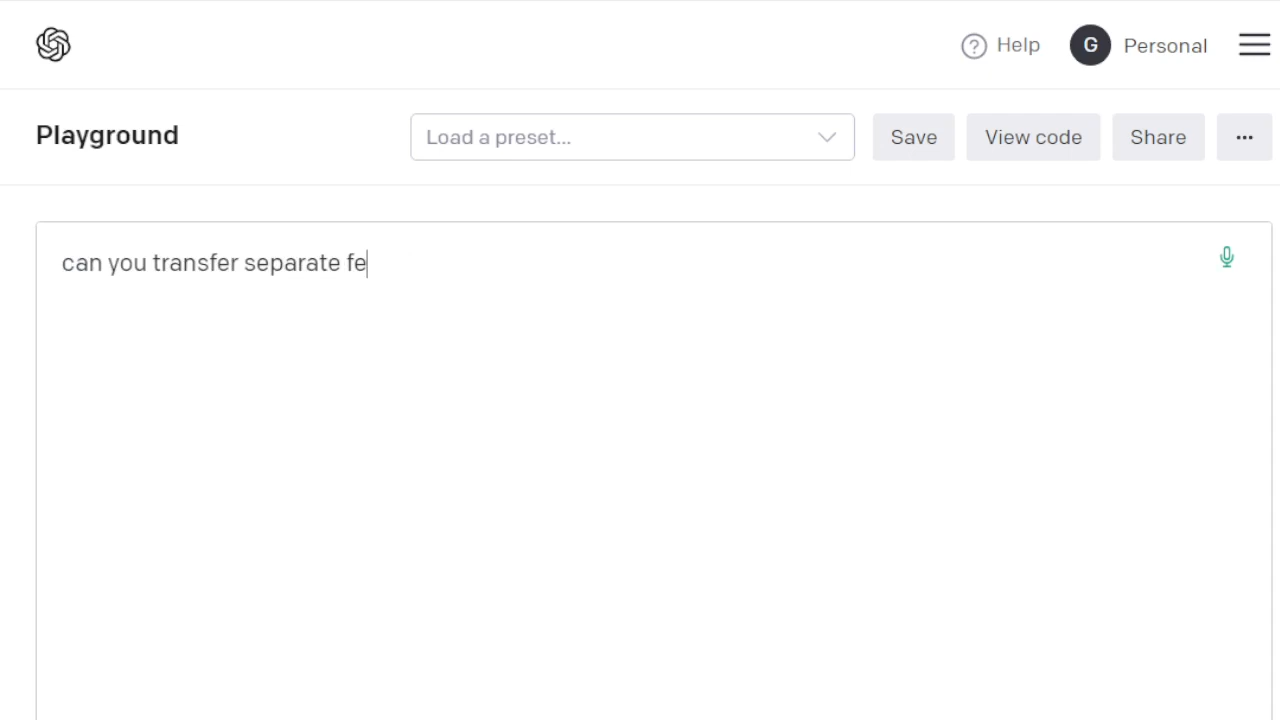 Help
G
Personal
Playground
Load a preset...
Save
View code
Share
...
can you transfer separate fe